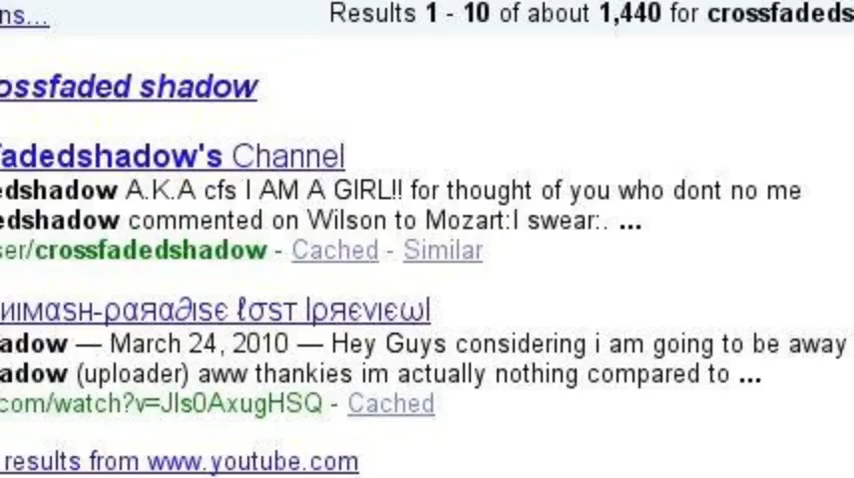 ns...
Results 1 - 10 of about 1,440 for crossfadeds
ossfaded shadow
fadedshadow's Channel
edshadow A.K.A cfs I AM A GIRL!! for thought of you who dont no me
edshadow commented on Wilson to Mozart:I swear:. ...
ser/crossfadedshadow - Cached - Similar
иιмαѕн-ραяα∂ιѕє ℓσѕт |ρяєνιєω|
adow — March 24, 2010 — Hey Guys considering i am going to be away
adow (uploader) aww thankies im actually nothing compared to ...
com/watch?v=JIs0AxugHSQ - Cached
results from www.youtube.com